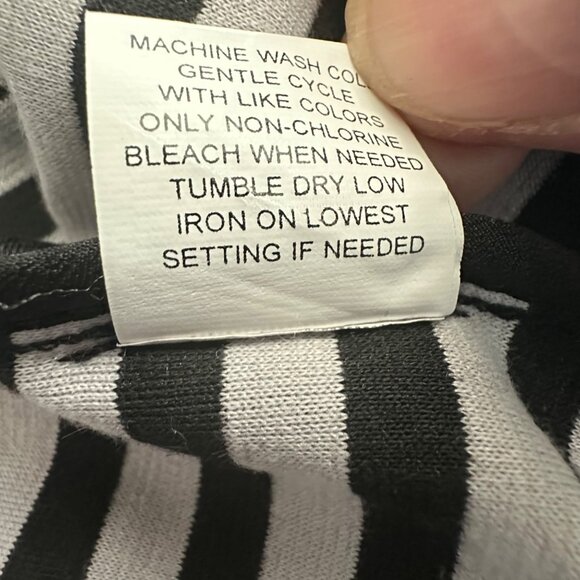 MACHINE WASH COL
GENTLE CYCLE
WITH LIKE COLORS
ONLY NON-CHLORINE
BLEACH WHEN NEEDED
TUMBLE DRY LOW
IRON ON LOWEST
SETTING IF NEEDED